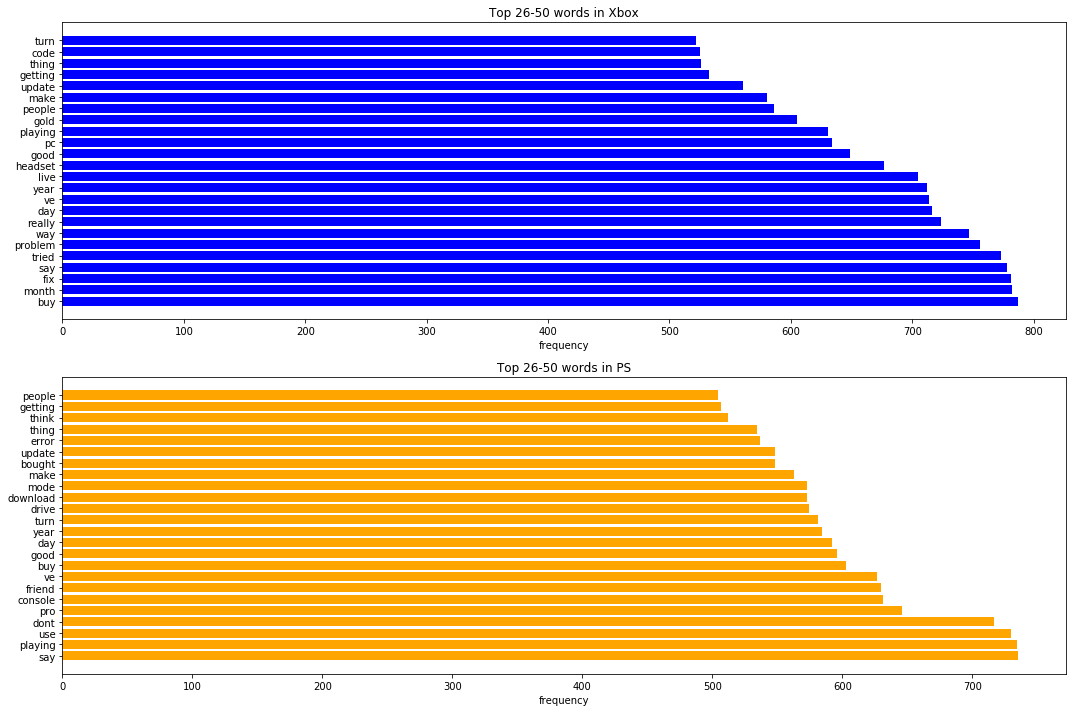 Top 26-50 words in Xbox
turn
code
thing
getting
update
make
people
gold
playing
pc
good
headset
live
year
ve
day
really
way
problem
tried
say
fix
month
buy
0 100 200 300 400 500 600 700 800
frequency
Top 26-50 words in PS
people
getting
think
thing
error
update
bought
make
mode
download
drive
turn
year
day
good
buy
ve
friend
console
pro
dont
use
playing
say
0 100 200 300 400 500 600 700
frequency